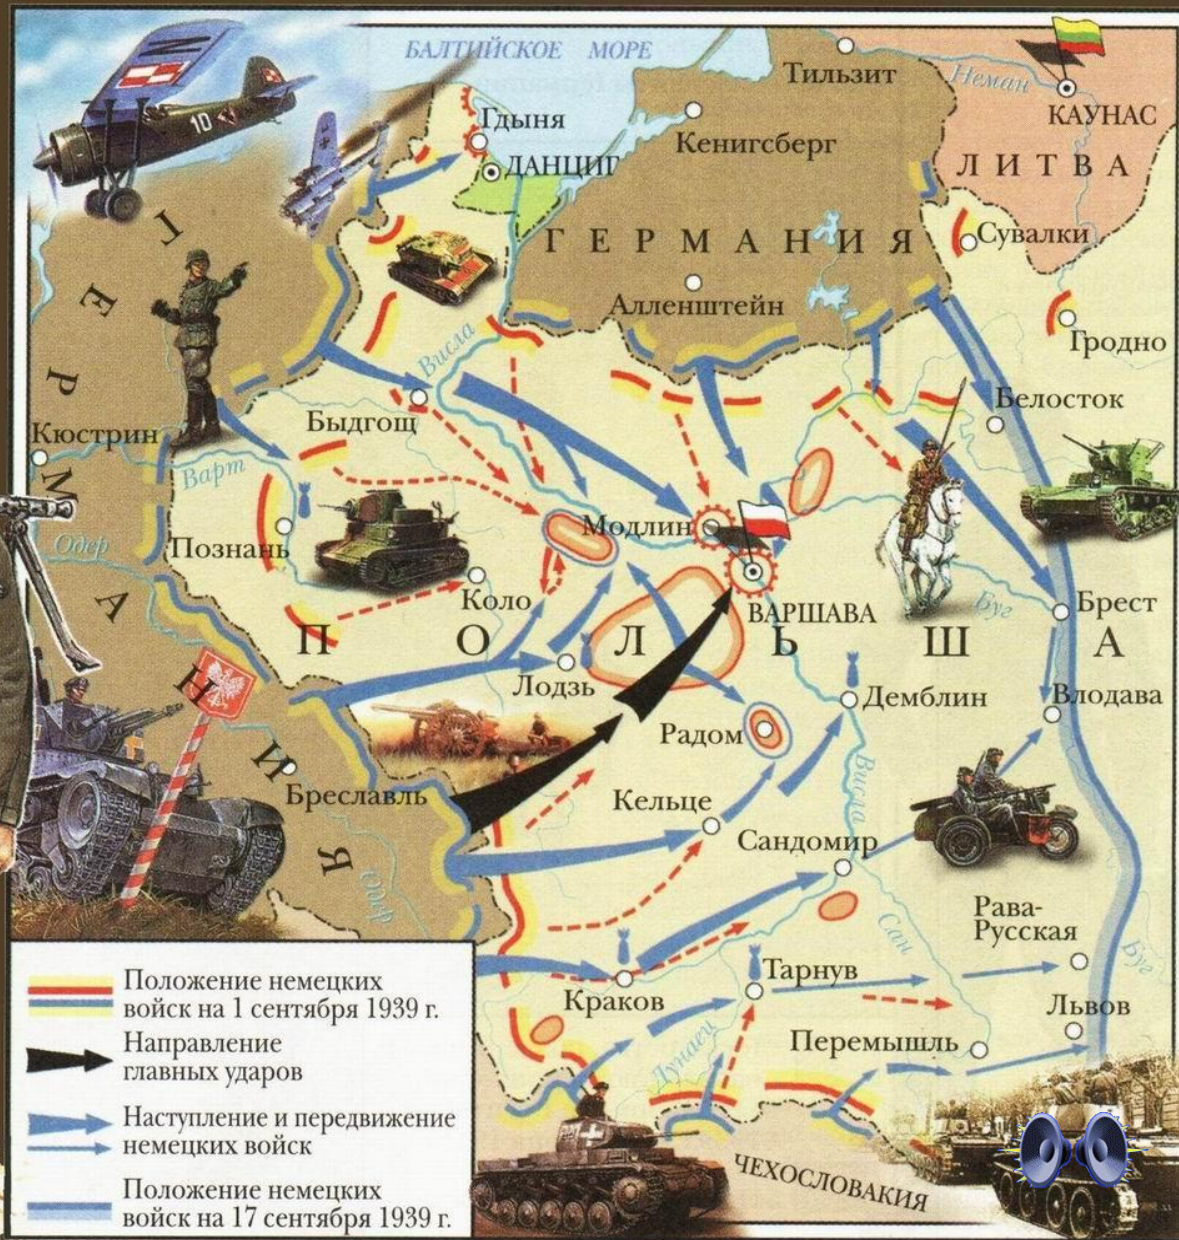 БАЛТИЙСКОЕ МОРЕ
Тильзит
Неман
КАУНАС
Гдыня
Кенигсберг
ДАНЦИГ
ЛИТВА
10
ГЕРМАНИЯ
Сувалки
Алленштейн
Гродно
Висла
Белосток
Быдгощ
Кюстрин
Варт
Модлин
Одер
Познань
Коло
Буг
Брест
ВАРШАВА
ПОЛЬША
Лодзь
Демблин
Влодава
Радом
ГЕРМАНИЯ
Бреславль
Кельце
Висла
Сандомир
Одер
Рава-
Русская
Сан
Буг
Тарнув
Краков
Львов
Дунаец
Перемышль
ЧЕХОСЛОВАКИЯ
Положение немецких
войск на 1 сентября 1939 г.
Направление
главных ударов
Наступление и передвижение
немецких войск
Положение немецких
войск на 17 сентября 1939 г.